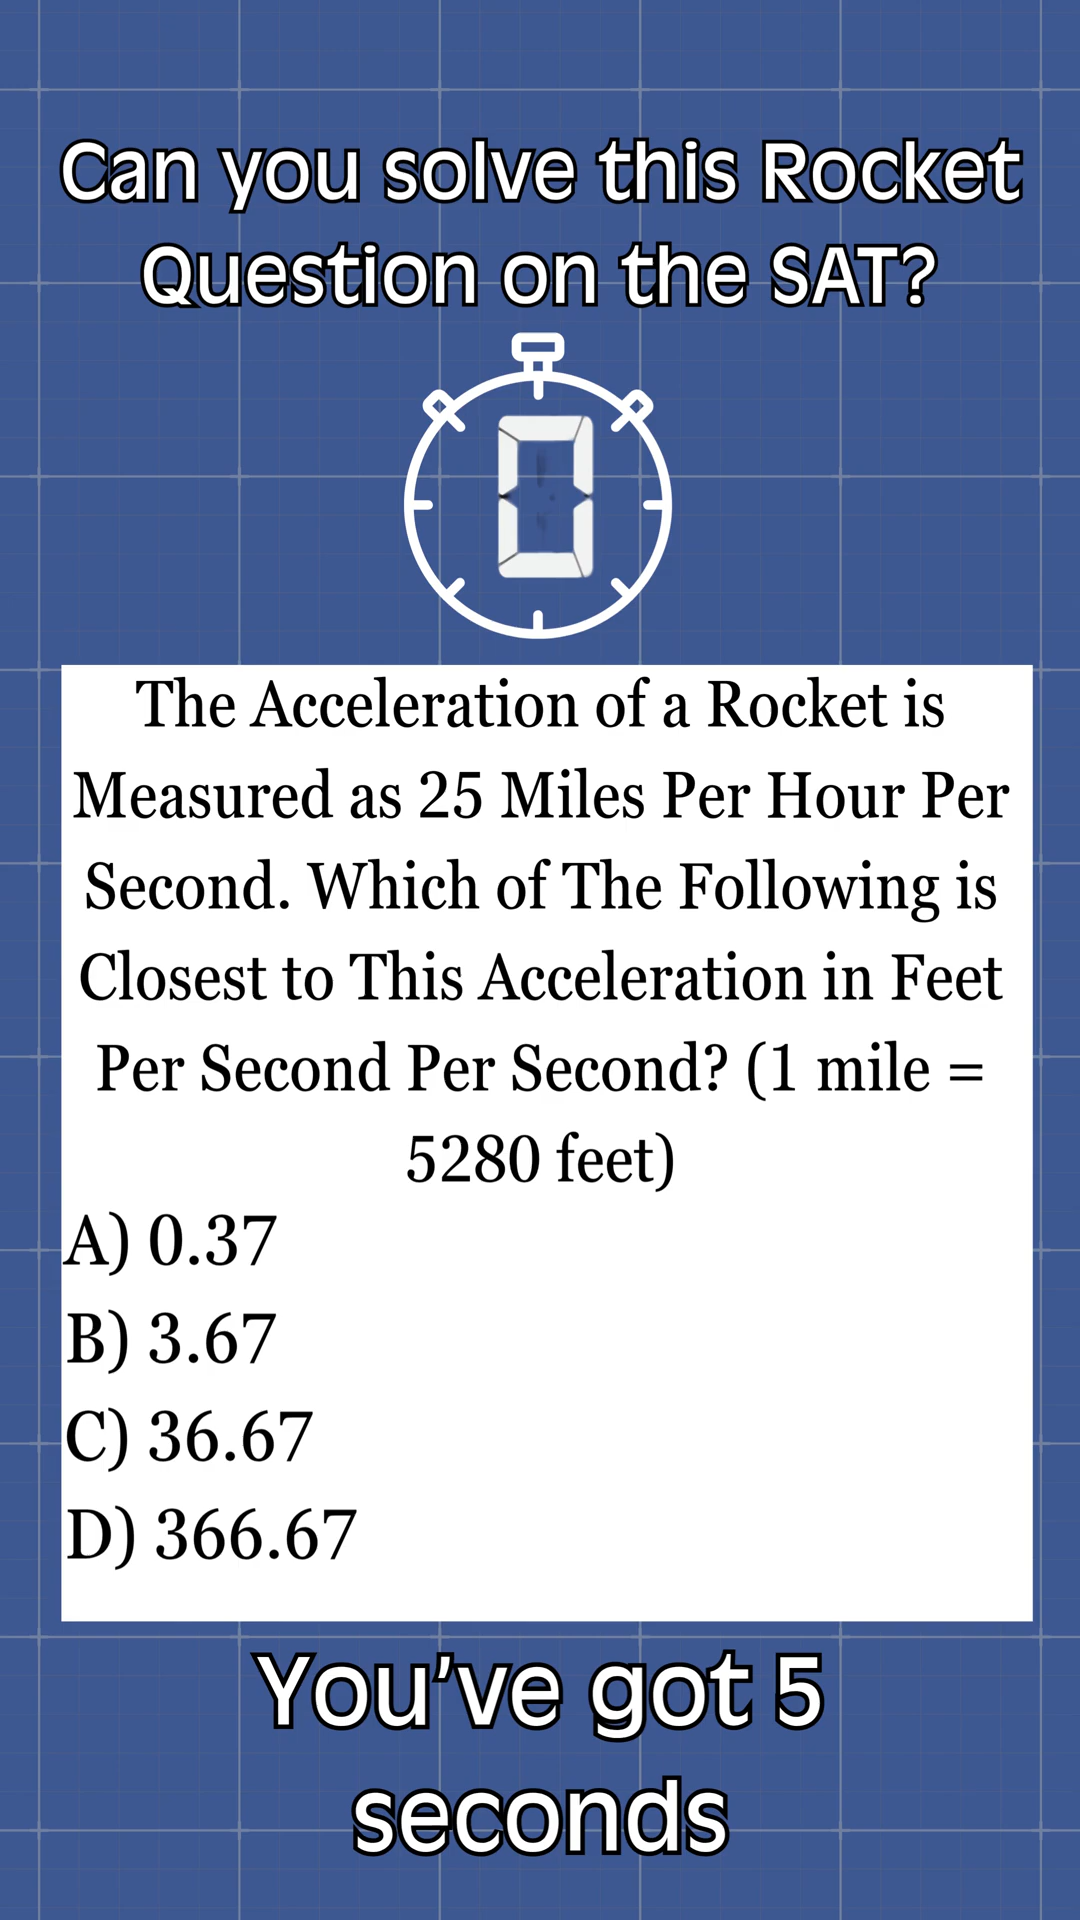 Can you solve this Rocket
Question on the SAT?
0
The Acceleration of a Rocket is
Measured as 25 Miles Per Hour Per
Second. Which of The Following is
Closest to This Acceleration in Feet
Per Second Per Second? (1 mile =
5280 feet)
A) 0.37
B) 3.67
C) 36.67
D) 366.67
You’ve got 5
seconds